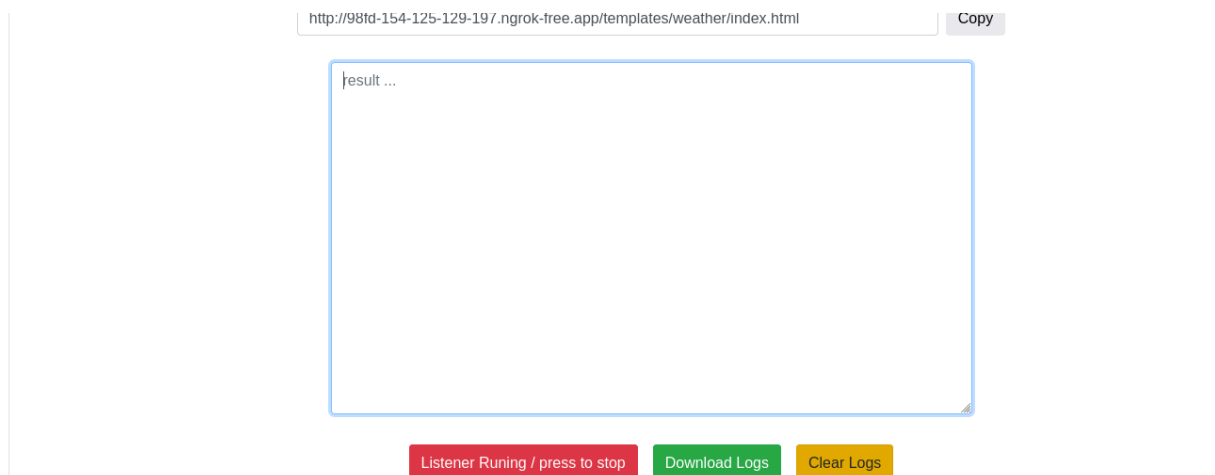 http://98fd-154-125-129-197.ngrok-free.app/templates/weather/index.html Copy
result ...
Listener Runing / press to stop Download Logs Clear Logs